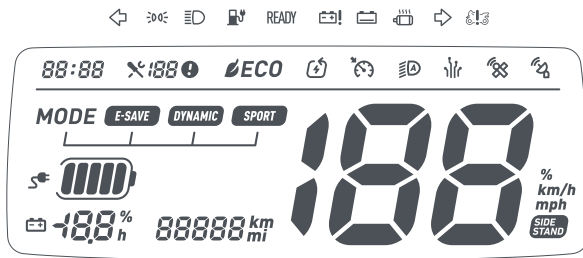 READY
88:88 188 ECO A
MODE E-SAVE DYNAMIC SPORT
188
%
km/h
mph
SIDE STAND
-18.8 % h
88888 km mi